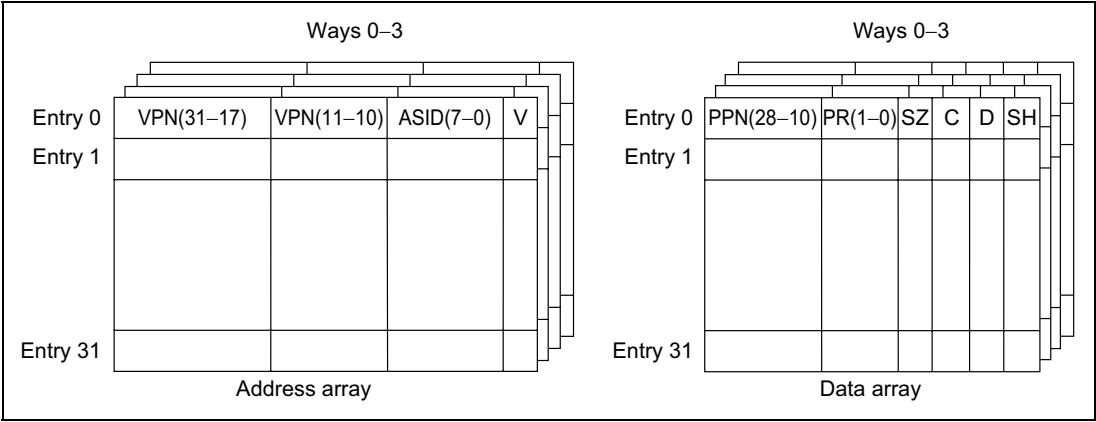 Ways 0–3
Entry 0 VPN(31–17) VPN(11–10) ASID(7–0) V
Entry 1
Entry 31
Address array
Ways 0–3
Entry 0 PPN(28–10) PR(1–0) SZ C D SH
Entry 1
Entry 31
Data array